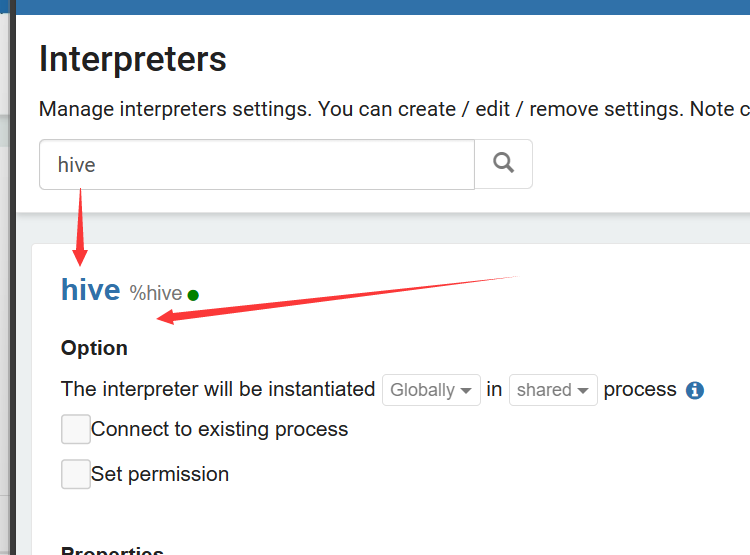 Interpreters
Manage interpreters settings. You can create / edit / remove settings. Note c
hive
hive %hive
Option
The interpreter will be instantiated Globally in shared process
Connect to existing process
Set permission
Properties